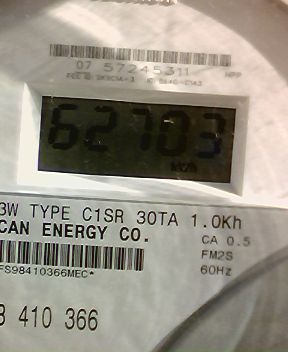 07 57245311 NPP
62703
kWh
3W TYPE C1SR 30TA 1.0Kh
CAN ENERGY CO.
CA 0.5
FM2S
60Hz
FS98410366MEC*
410 366